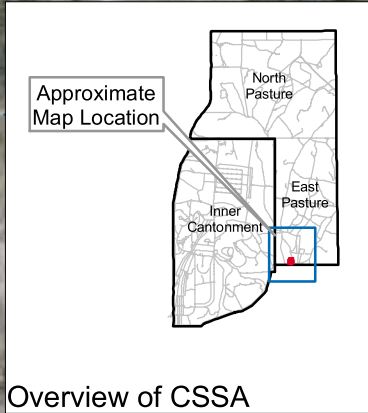 North
Pasture
Approximate
Map Location
East
Pasture
Inner
Cantonment
Overview of CSSA